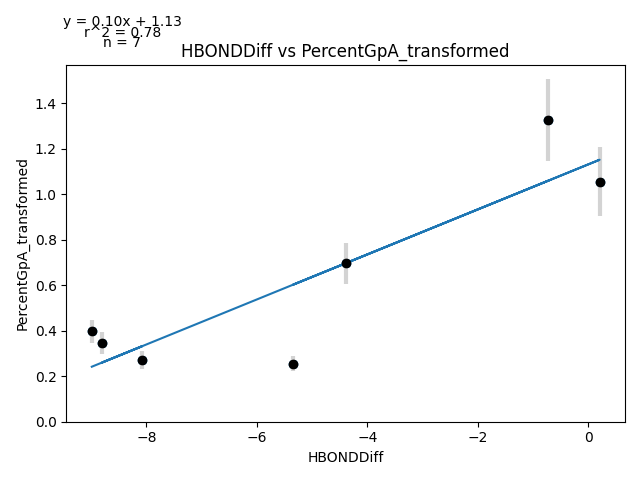 y = 0.10x + 1.13
r^2 = 0.78
n = 7
HBONDDiff vs PercentGpA_transformed
PercentGpA_transformed
1.4
1.2
1.0
0.8
0.6
0.4
0.2
0.0
−8
−6
−4
−2
0
HBONDDiff